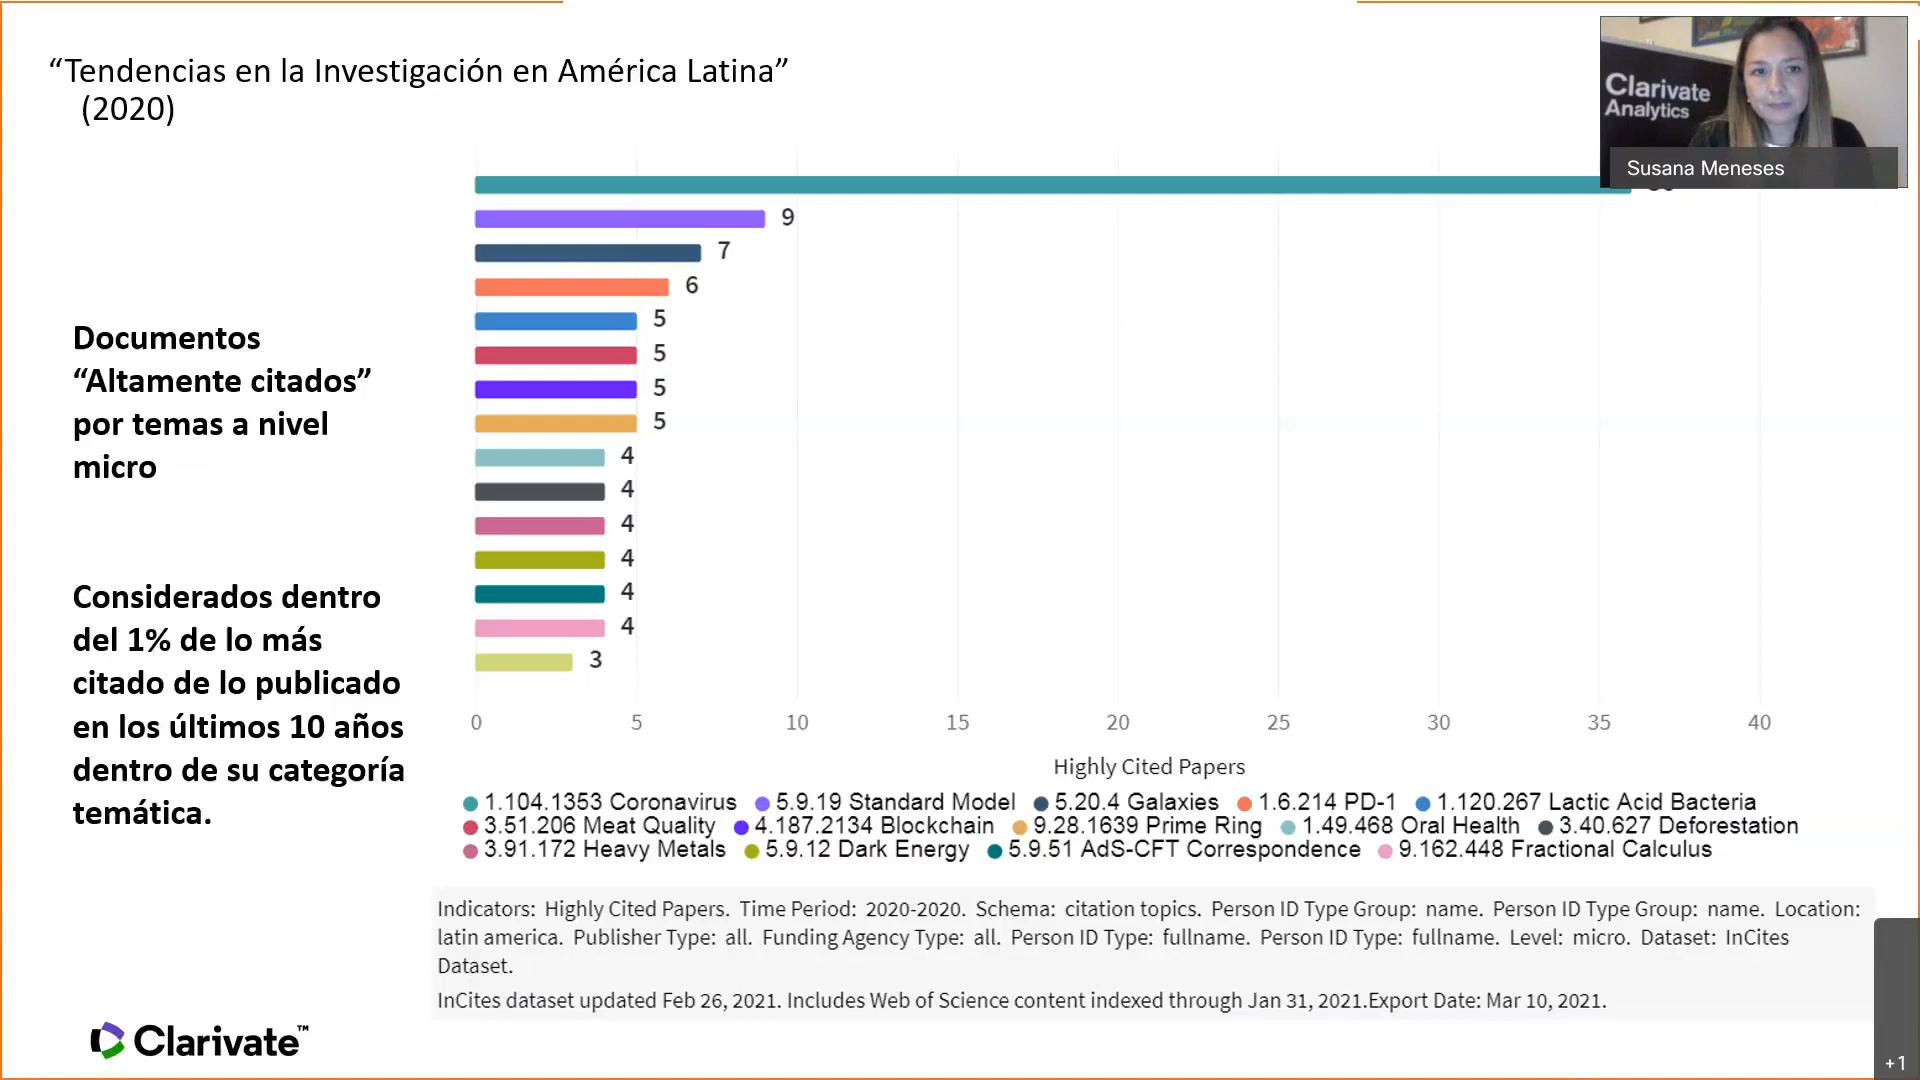 “Tendencias en la Investigación en América Latina”
(2020)
Clarivate
Analytics
Susana Meneses
9
7
6
5
5
5
5
4
4
4
4
4
4
3
Documentos
“Altamente citados”
por temas a nivel
micro
Considerados dentro
del 1% de lo más
citado de lo publicado
en los últimos 10 años
dentro de su categoría
temática.
0 5 10 15 20 25 30 35 40
Highly Cited Papers
1.104.1353 Coronavirus 5.9.19 Standard Model 5.20.4 Galaxies 1.6.214 PD-1 1.120.267 Lactic Acid Bacteria
3.51.206 Meat Quality 4.187.2134 Blockchain 9.28.1639 Prime Ring 1.49.468 Oral Health 3.40.627 Deforestation
3.91.172 Heavy Metals 5.9.12 Dark Energy 5.9.51 AdS-CFT Correspondence 9.162.448 Fractional Calculus
Indicators: Highly Cited Papers. Time Period: 2020-2020. Schema: citation topics. Person ID Type Group: name. Person ID Type Group: name. Location:
latin america. Publisher Type: all. Funding Agency Type: all. Person ID Type: fullname. Person ID Type: fullname. Level: micro. Dataset: InCites
Dataset.
InCites dataset updated Feb 26, 2021. Includes Web of Science content indexed through Jan 31, 2021.Export Date: Mar 10, 2021.
Clarivate™
+1